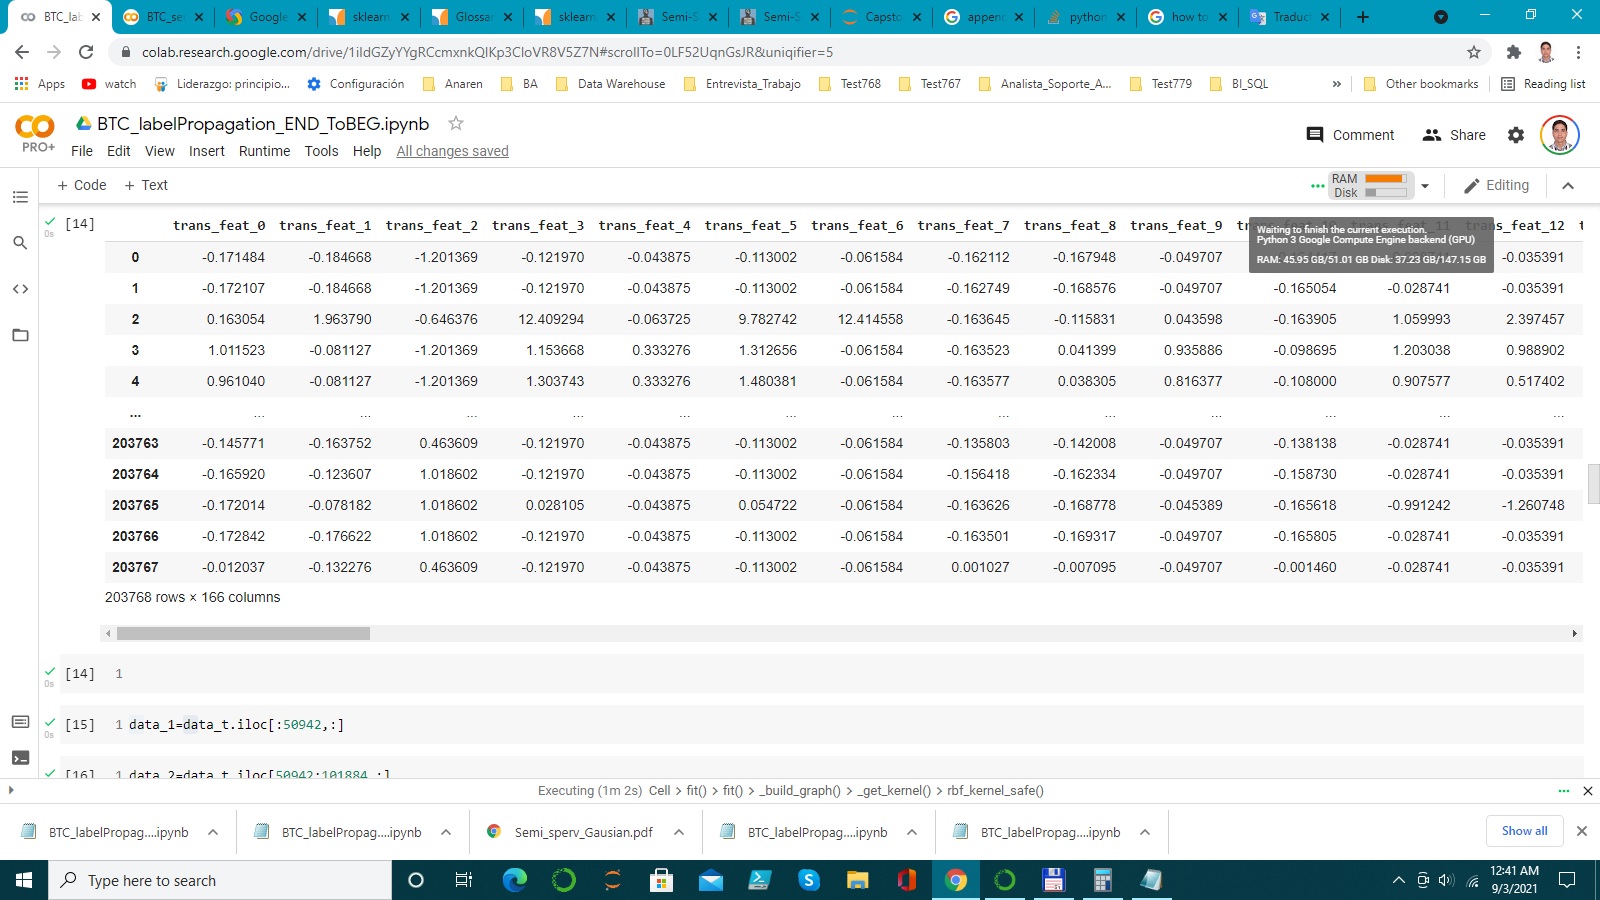 BTC_lab
BTC_se
Google
sklearn
Glossar
sklearn
Semi-S
Semi-S
Capsto
append
python
how to
Traduct
colab.research.google.com/drive/1ildGZyYYgRCcmxnkQlKp3CloVR8V5Z7N#scrollTo=0LF52UqnGsJR&uniqifier=5
Apps
watch
Liderazgo: principio...
Configuración
Anaren
BA
Data Warehouse
Entrevista_Trabajo
Test768
Test767
Analista_Soporte_A...
Test779
BI_SQL
»
Other bookmarks
Reading list
CO PRO+
BTC_labelPropagation_END_ToBEG.ipynb
Comment
Share
File Edit View Insert Runtime Tools Help All changes saved
+ Code + Text
RAM
Disk
Editing
[14]
0s
trans_feat_0 trans_feat_1 trans_feat_2 trans_feat_3 trans_feat_4 trans_feat_5 trans_feat_6 trans_feat_7 trans_feat_8 trans_feat_9 ns_feat_12
Waiting to finish the current execution.
Python 3 Google Compute Engine backend (GPU)
RAM: 45.95 GB/51.01 GB Disk: 37.23 GB/147.15 GB
0 -0.171484 -0.184668 -1.201369 -0.121970 -0.043875 -0.113002 -0.061584 -0.162112 -0.167948 -0.049707 -0.035391
1 -0.172107 -0.184668 -1.201369 -0.121970 -0.043875 -0.113002 -0.061584 -0.162749 -0.168576 -0.049707 -0.165054 -0.028741 -0.035391
2 0.163054 1.963790 -0.646376 12.409294 -0.063725 9.782742 12.414558 -0.163645 -0.115831 0.043598 -0.163905 1.059993 2.397457
3 1.011523 -0.081127 -1.201369 1.153668 0.333276 1.312656 -0.061584 -0.163523 0.041399 0.935886 -0.098695 1.203038 0.988902
4 0.961040 -0.081127 -1.201369 1.303743 0.333276 1.480381 -0.061584 -0.163577 0.038305 0.816377 -0.108000 0.907577 0.517402
... ... ... ... ... ... ... ... ... ... ... ... ... ...
203763 -0.145771 -0.163752 0.463609 -0.121970 -0.043875 -0.113002 -0.061584 -0.135803 -0.142008 -0.049707 -0.138138 -0.028741 -0.035391
203764 -0.165920 -0.123607 1.018602 -0.121970 -0.043875 -0.113002 -0.061584 -0.156418 -0.162334 -0.049707 -0.158730 -0.028741 -0.035391
203765 -0.172014 -0.078182 1.018602 0.028105 -0.043875 0.054722 -0.061584 -0.163626 -0.168778 -0.045389 -0.165618 -0.991242 -1.260748
203766 -0.172842 -0.176622 1.018602 -0.121970 -0.043875 -0.113002 -0.061584 -0.163501 -0.169317 -0.049707 -0.165805 -0.028741 -0.035391
203767 -0.012037 -0.132276 0.463609 -0.121970 -0.043875 -0.113002 -0.061584 0.001027 -0.007095 -0.049707 -0.001460 -0.028741 -0.035391
203768 rows × 166 columns
[14] 1
0s
[15] 1 data_1=data_t.iloc[:50942,:]
0s
[16] 1 data_2=data_t.iloc[50942:101884,:]
Executing (1m 2s) Cell > fit() > fit() > _build_graph() > _get_kernel() > rbf_kernel_safe()
BTC_labelPropag....ipynb
BTC_labelPropag....ipynb
Semi_sperv_Gausian.pdf
BTC_labelPropag....ipynb
BTC_labelPropag....ipynb
Show all
Type here to search
12:41 AM
9/3/2021